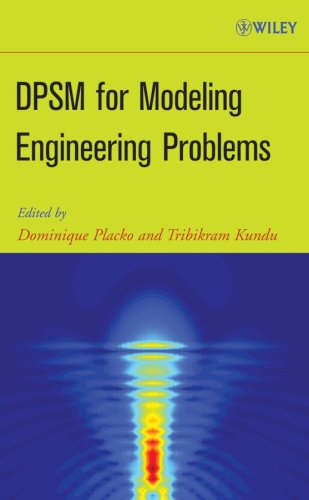 WILEY
DPSM for Modeling
Engineering Problems
Edited by
Dominique Placko and Tribikram Kundu